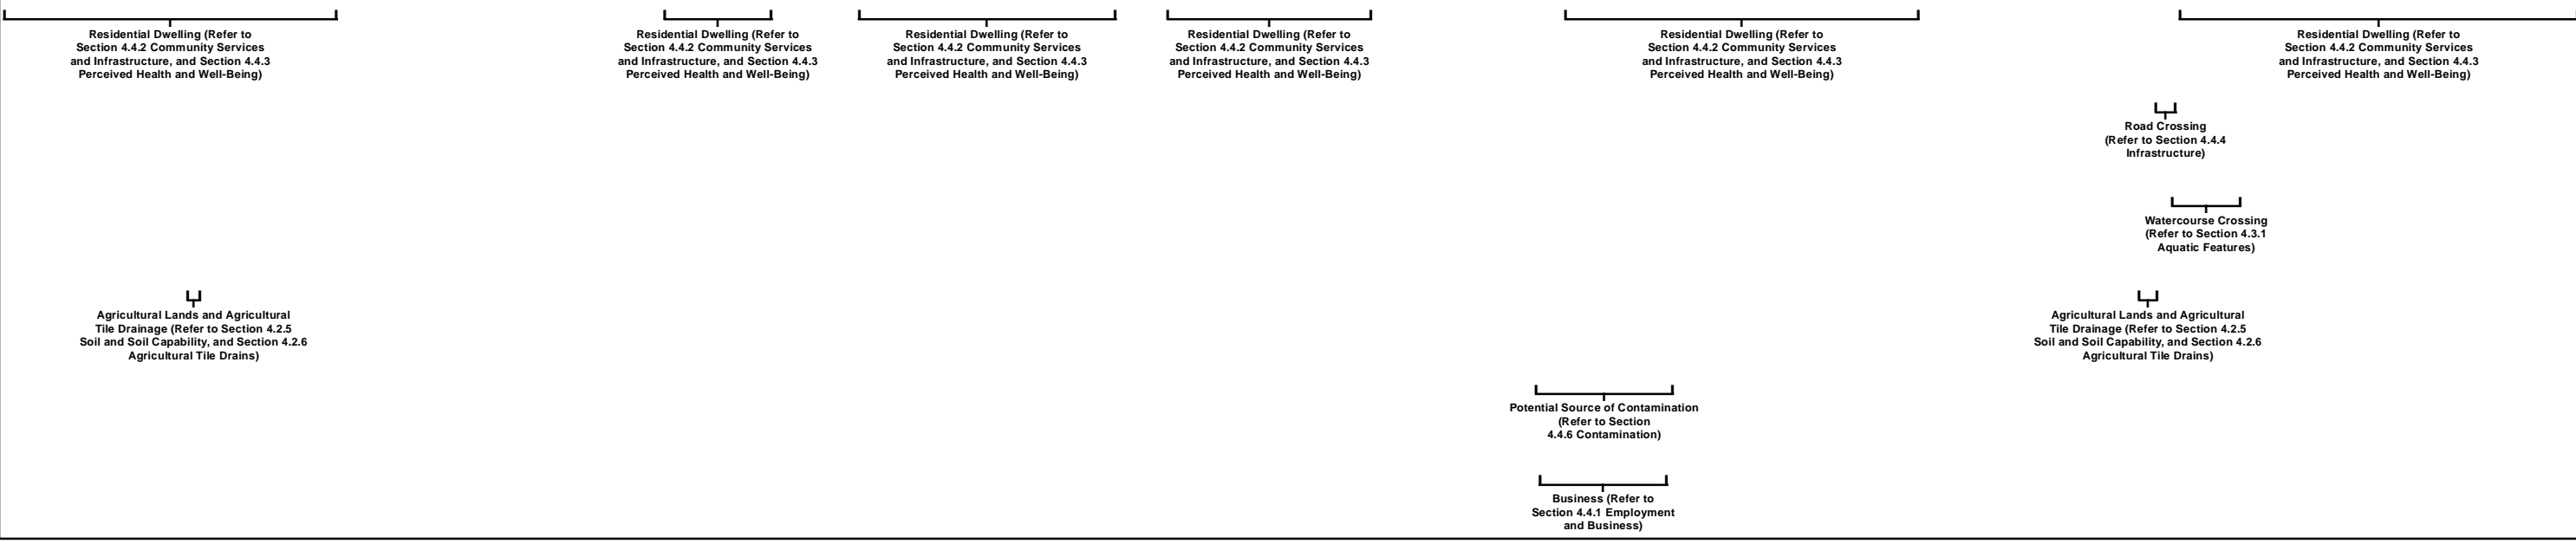 Residential Dwelling (Refer to
Section 4.4.2 Community Services
and Infrastructure, and Section 4.4.3
Perceived Health and Well-Being)
Residential Dwelling (Refer to
Section 4.4.2 Community Services
and Infrastructure, and Section 4.4.3
Perceived Health and Well-Being)
Residential Dwelling (Refer to
Section 4.4.2 Community Services
and Infrastructure, and Section 4.4.3
Perceived Health and Well-Being)
Residential Dwelling (Refer to
Section 4.4.2 Community Services
and Infrastructure, and Section 4.4.3
Perceived Health and Well-Being)
Residential Dwelling (Refer to
Section 4.4.2 Community Services
and Infrastructure, and Section 4.4.3
Perceived Health and Well-Being)
Residential Dwelling (Refer to
Section 4.4.2 Community Services
and Infrastructure, and Section 4.4.3
Perceived Health and Well-Being)
Road Crossing
(Refer to Section 4.4.4
Infrastructure)
Watercourse Crossing
(Refer to Section 4.3.1
Aquatic Features)
Agricultural Lands and Agricultural
Tile Drainage (Refer to Section 4.2.5
Soil and Soil Capability, and Section 4.2.6
Agricultural Tile Drains)
Agricultural Lands and Agricultural
Tile Drainage (Refer to Section 4.2.5
Soil and Soil Capability, and Section 4.2.6
Agricultural Tile Drains)
Potential Source of Contamination
(Refer to Section
4.4.6 Contamination)
Business (Refer to
Section 4.4.1 Employment
and Business)